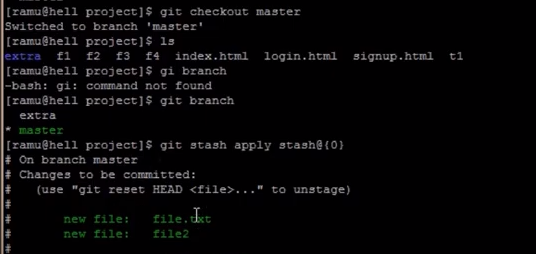 [ramu@hell project]$ git checkout master
Switched to branch 'master'
[ramu@hell project]$ ls
extra  f1  f2  f3  f4  index.html  login.html  signup.html  t1
[ramu@hell project]$ gi branch
-bash: gi: command not found
[ramu@hell project]$ git branch
  extra
* master
[ramu@hell project]$ git stash apply stash@{0}
# On branch master
# Changes to be committed:
#   (use "git reset HEAD <file>..." to unstage)
#
#       new file:   file.txt
#       new file:   file2
#